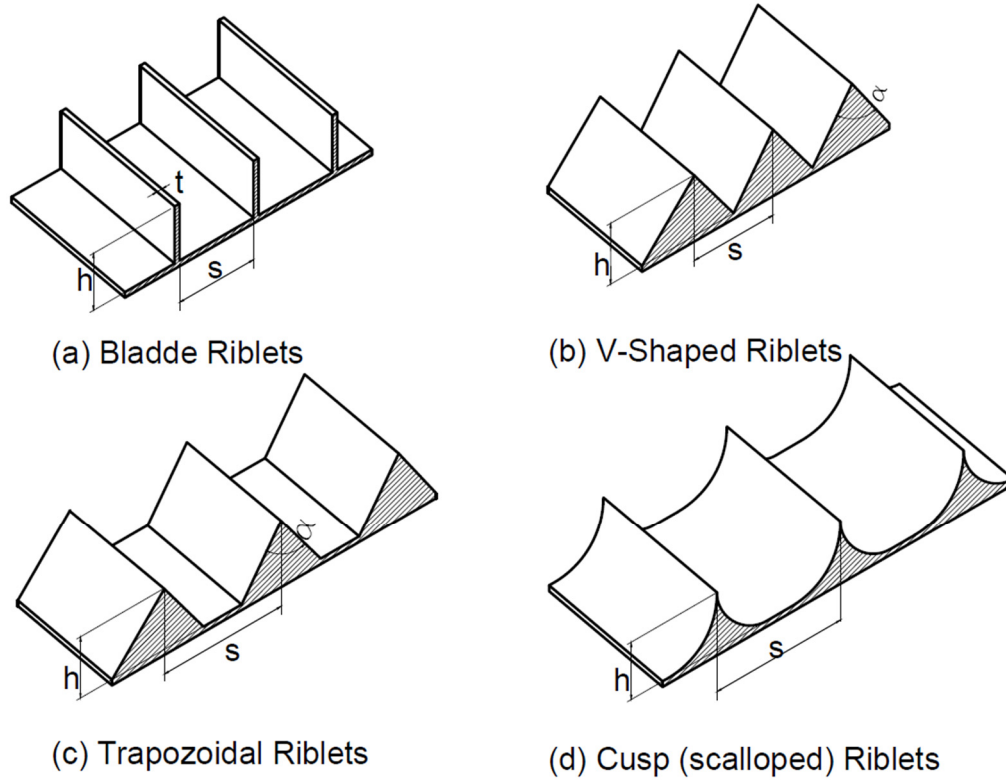 t
h
s
(a) Bladde Riblets
α
h
s
(b) V-Shaped Riblets
α
h
s
(c) Trapozoidal Riblets
h
s
(d) Cusp (scalloped) Riblets